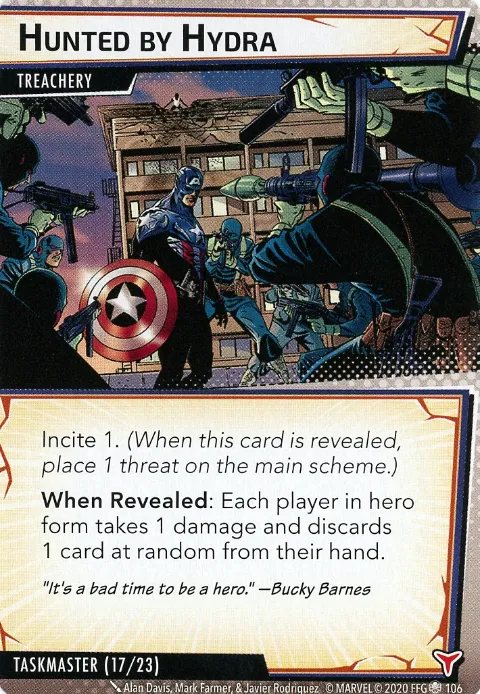 HUNTED BY HYDRA
TREACHERY
Incite 1. (When this card is revealed,
place 1 threat on the main scheme.)
When Revealed: Each player in hero
form takes 1 damage and discards
1 card at random from their hand.
"It's a bad time to be a hero." —Bucky Barnes
TASKMASTER (17/23)
Alan Davis, Mark Farmer, & Javier Rodriquez © MARVEL © 2020 FFG 106